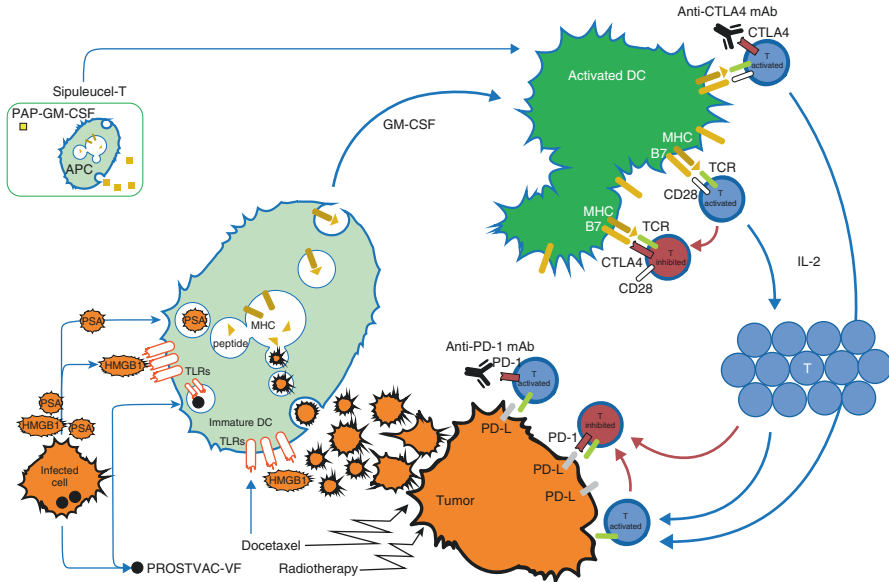 Anti-CTLA4 mAb
CTLA4
T
activated
Activated DC
Sipuleucel-T
PAP-GM-CSF
APC
GM-CSF
MHC
B7
TCR
CD28
T
activated
MHC
B7
TCR
CTLA4
T
inhibited
CD28
IL-2
PSA
PSA
MHC
peptide
HMGB1
TLRs
Anti-PD-1 mAb
PD-1
T
activated
T
PSA
HMGB1
PSA
Immature DC
TLRs
PD-L
PD-1
T
inhibited
Infected
cell
HMGB1
PD-L
PD-L
Tumor
T
activated
Docetaxel
PROSTVAC-VF
Radiotherapy